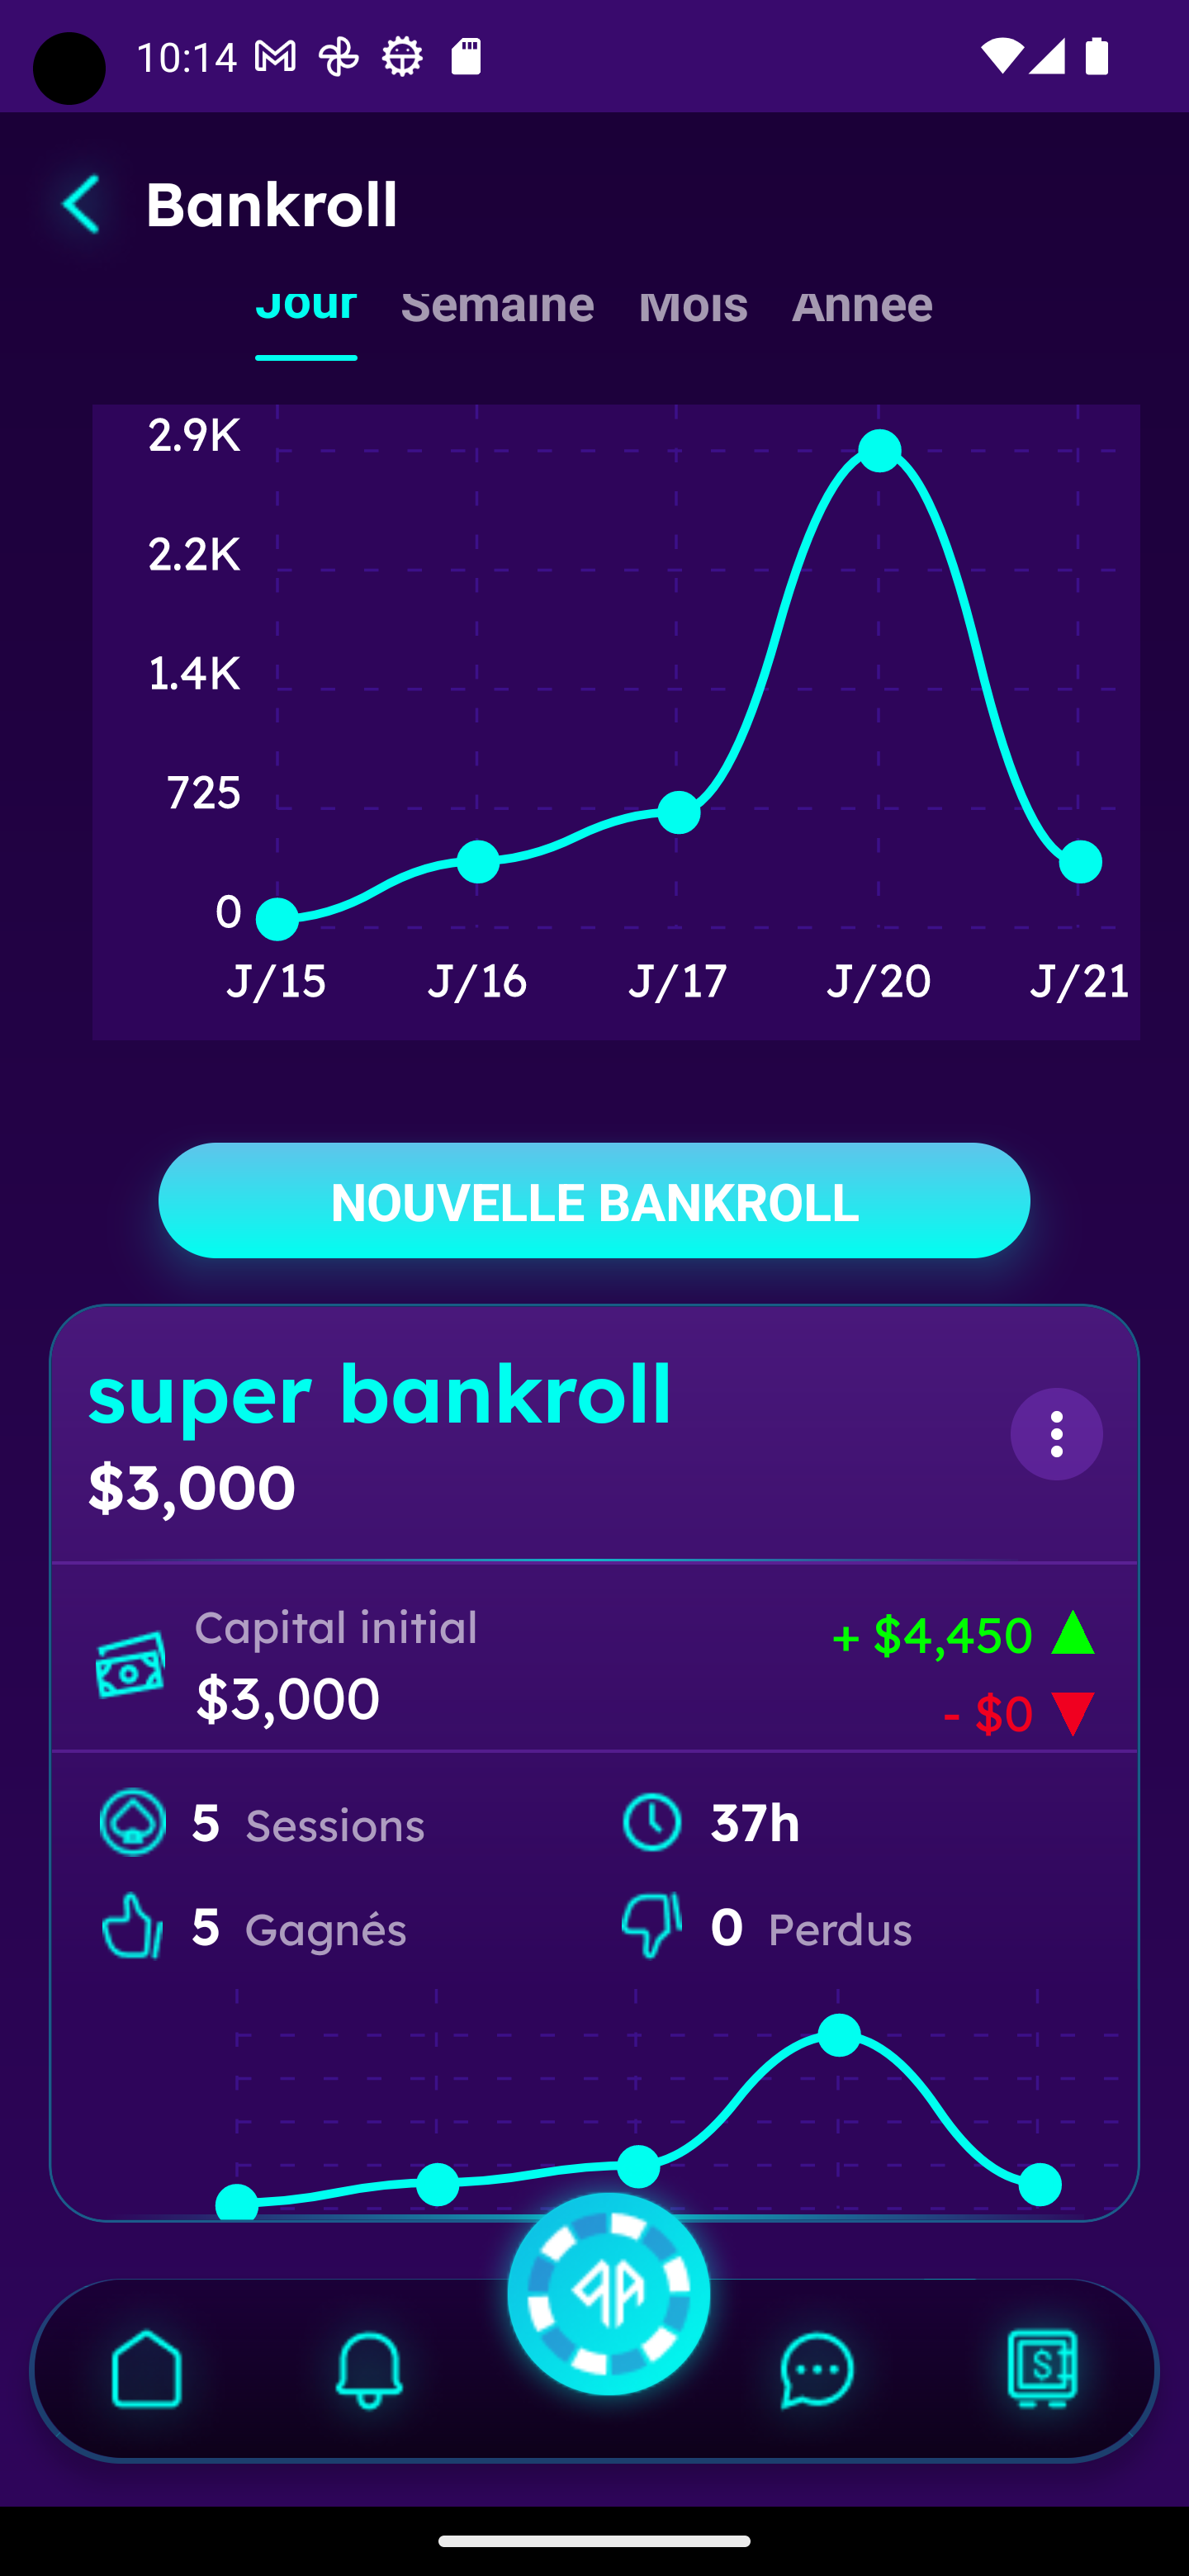 10:14
Bankroll
Jour Semaine Mois Année
2.9K
2.2K
1.4K
725
0
J/15 J/16 J/17 J/20 J/21
NOUVELLE BANKROLL
super bankroll
$3,000
Capital initial
$3,000
+ $4,450
- $0
5 Sessions
37h
5 Gagnés
0 Perdus